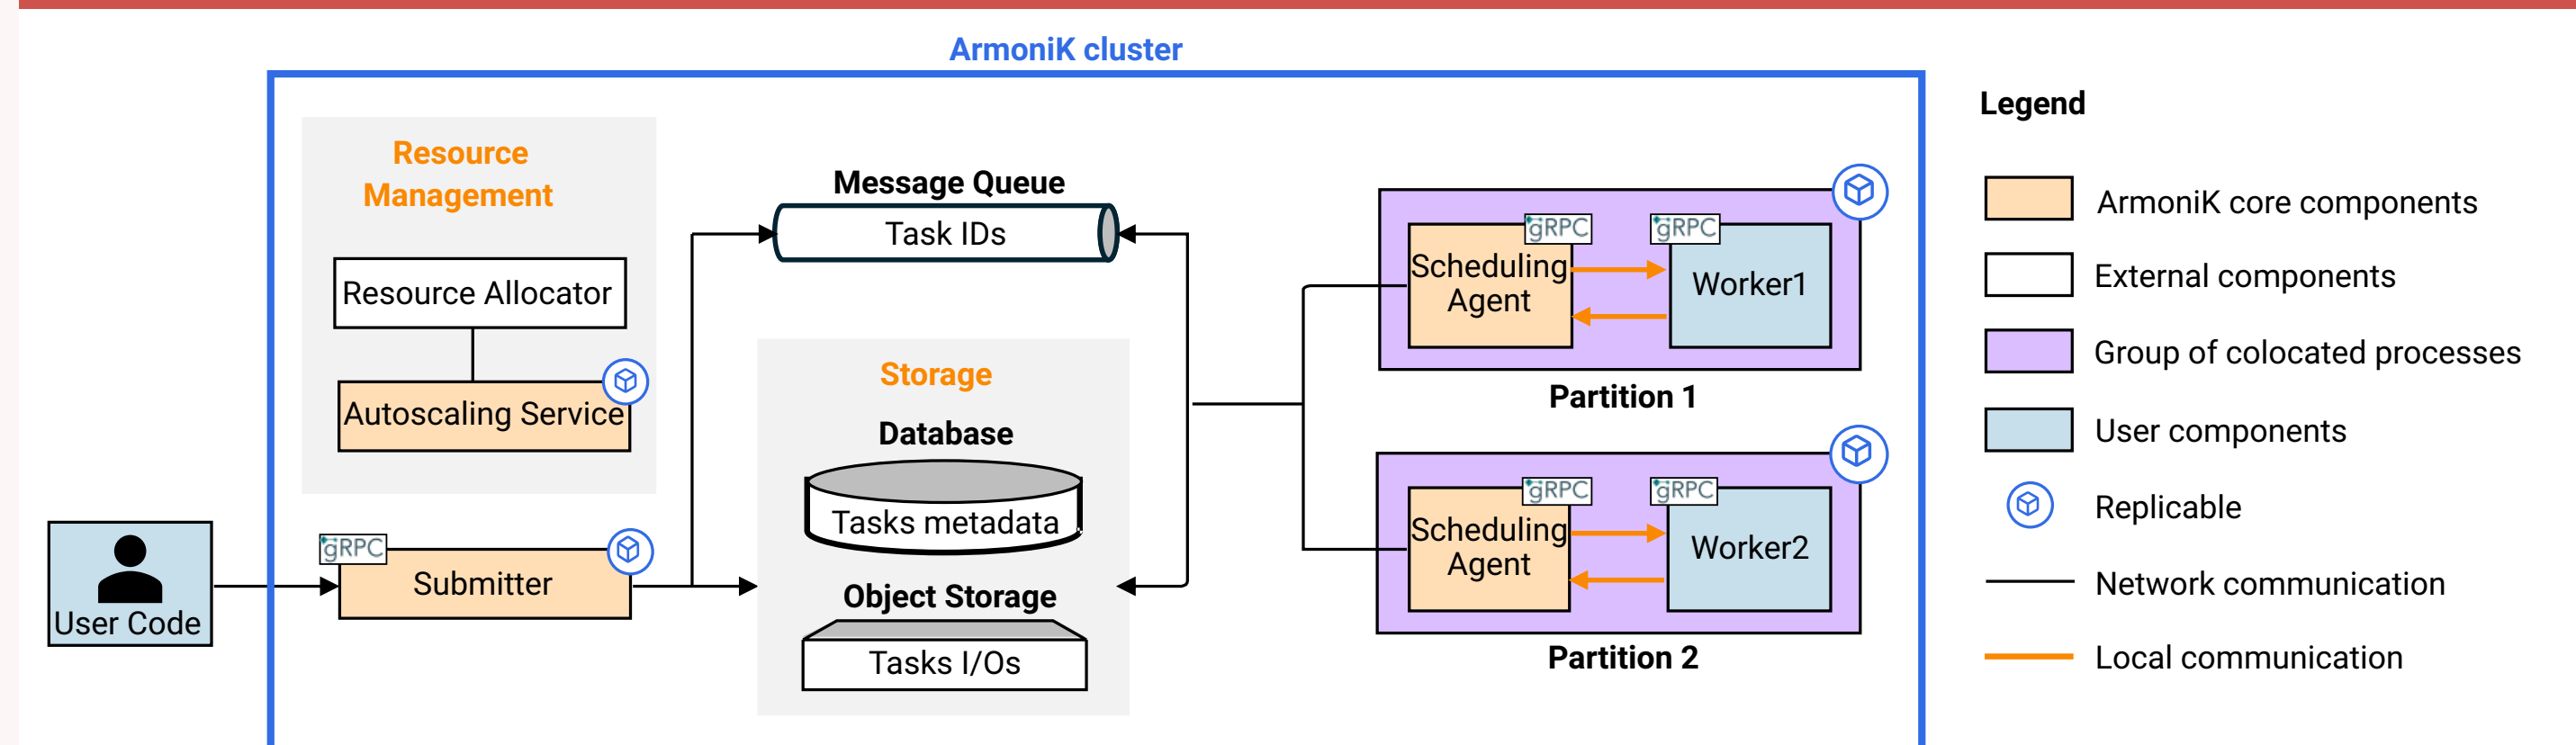 ArmoniK cluster
Resource
Management
Resource Allocator
Autoscaling Service
gRPC
Submitter
User Code
Message Queue
Task IDs
Storage
Database
Tasks metadata
Object Storage
Tasks I/Os
gRPC
gRPC
Scheduling
Agent
Worker1
Partition 1
gRPC
gRPC
Scheduling
Agent
Worker2
Partition 2
Legend
ArmoniK core components
External components
Group of colocated processes
User components
Replicable
Network communication
Local communication